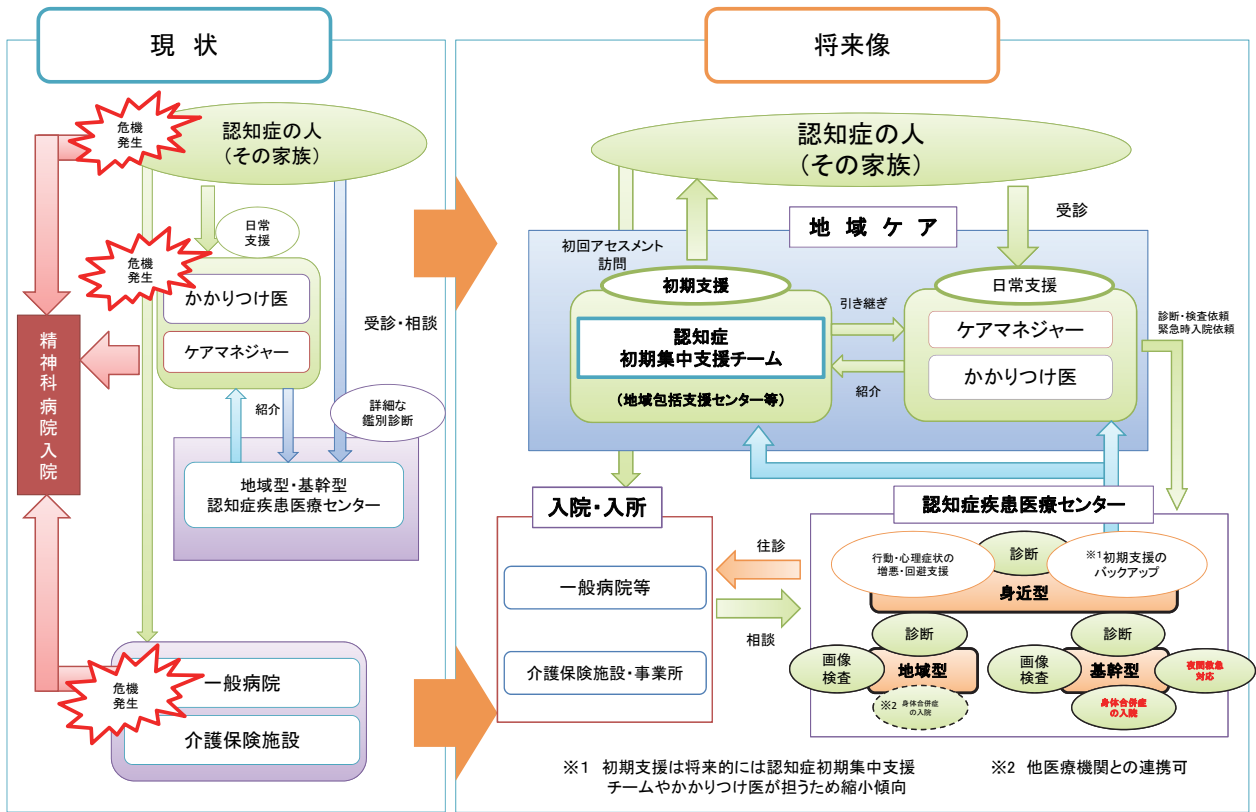 現 状
危機
発生
認知症の人
(その家族)
日常
支援
危機
発生
かかりつけ医
ケアマネジャー
受診・相談
精神科病院入院
紹介
詳細な
鑑別診断
地域型・基幹型
認知症疾患医療センター
危機
発生
一般病院
介護保険施設
将来像
認知症の人
(その家族)
受診
地 域 ケ ア
初回アセスメント
訪問
初期支援
認知症
初期集中支援チーム
(地域包括支援センター等)
引き継ぎ
紹介
日常支援
ケアマネジャー
かかりつけ医
診断・検査依頼
緊急時入院依頼
入院・入所
一般病院等
介護保険施設・事業所
往診
相談
認知症疾患医療センター
行動・心理症状の
増悪・回避支援
診断
※1初期支援の
バックアップ
身近型
診断
画像
検査
地域型
※2 身体合併症
の入院
診断
画像
検査
基幹型
夜間救急
対応
身体合併症
の入院
※1 初期支援は将来的には認知症初期集中支援
チームやかかりつけ医が担うため縮小傾向
※2 他医療機関との連携可